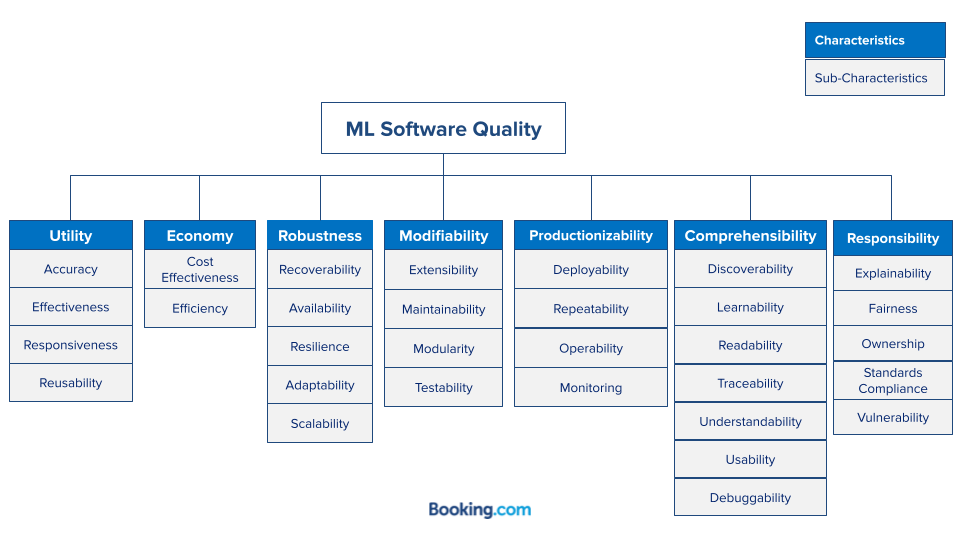 Characteristics
Sub-Characteristics
ML Software Quality
Utility
Accuracy
Effectiveness
Responsiveness
Reusability
Economy
Cost
Effectiveness
Efficiency
Robustness
Recoverability
Availability
Resilience
Adaptability
Scalability
Modifiability
Extensibility
Maintainability
Modularity
Testability
Productionizability
Deployability
Repeatability
Operability
Monitoring
Comprehensibility
Discoverability
Learnability
Readability
Traceability
Understandability
Usability
Debuggability
Responsibility
Explainability
Fairness
Ownership
Standards
Compliance
Vulnerability
Booking.com